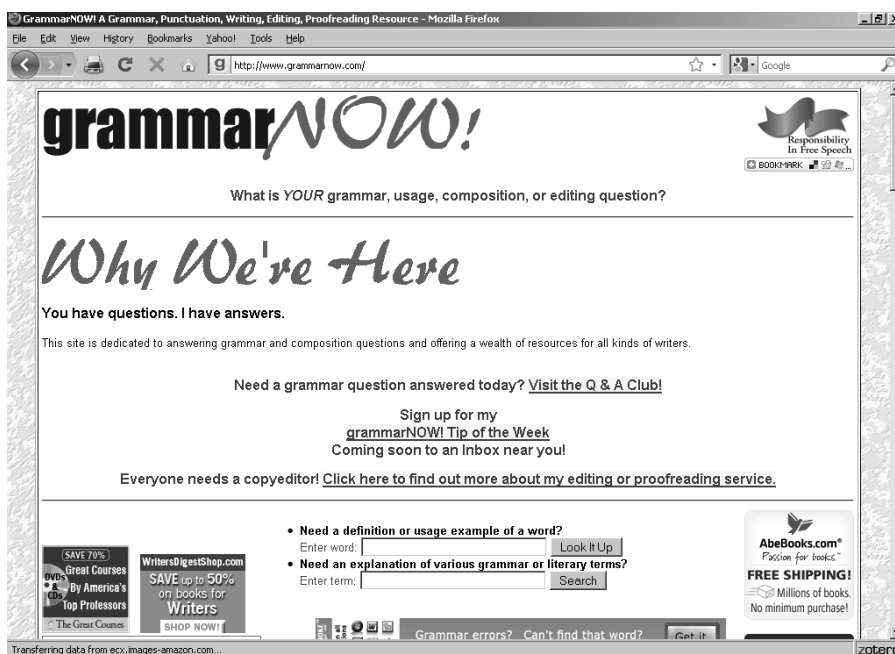 GrammarNOW! A Grammar, Punctuation, Writing, Editing, Proofreading Resource - Mozilla Firefox
File Edit View History Bookmarks Yahoo! Tools Help
g http://www.grammarnow.com/ Google
grammarNOW!
Responsibility
In Free Speech
BOOKMARK
What is YOUR grammar, usage, composition, or editing question?
Why We're Here
You have questions. I have answers.
This site is dedicated to answering grammar and composition questions and offering a wealth of resources for all kinds of writers.
Need a grammar question answered today? Visit the Q & A Club!
Sign up for my
grammarNOW! Tip of the Week
Coming soon to an Inbox near you!
Everyone needs a copyeditor! Click here to find out more about my editing or proofreading service.
SAVE 70%
Great Courses
DVDs & CDs
By America's
Top Professors
The Great Courses
WritersDigestShop.com
SAVE up to 50%
on books for
Writers
SHOP NOW!
Need a definition or usage example of a word?
Enter word: Look It Up
Need an explanation of various grammar or literary terms?
Enter term: Search
AbeBooks.com®
Passion for books.™
FREE SHIPPING!
Millions of books.
No minimum purchase!
Grammar errors? Can't find that word? Get it
Transferring data from ecx.images-amazon.com...
zoter